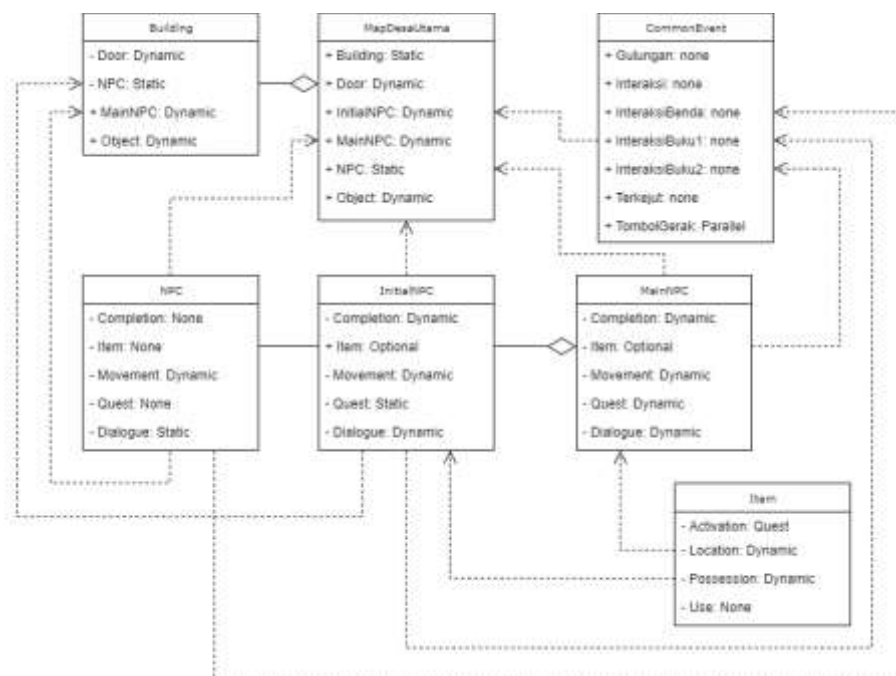 Building
- Door: Dynamic
- NPC: Static
+ MainNPC: Dynamic
+ Object: Dynamic
MapDesaUtama
+ Building: Static
+ Door: Dynamic
+ InitialNPC: Dynamic
+ MainNPC: Dynamic
+ NPC: Static
+ Object: Dynamic
CommonEvent
+ Gulungan: none
+ Interaksi: none
+ InteraksiBenda: none
+ InteraksiBuku1: none
+ InteraksiBuku2: none
+ Terkejut: none
+ TombolGerak: Parallel
NPC
- Completion: None
- Item: None
- Movement: Dynamic
- Quest: None
- Dialogue: Static
InitialNPC
- Completion: Dynamic
+ Item: Optional
- Movement: Dynamic
- Quest: Static
- Dialogue: Dynamic
MainNPC
- Completion: Dynamic
- Item: Optional
- Movement: Dynamic
- Quest: Dynamic
- Dialogue: Dynamic
Item
- Activation: Quest
- Location: Dynamic
- Possession: Dynamic
- Use: None